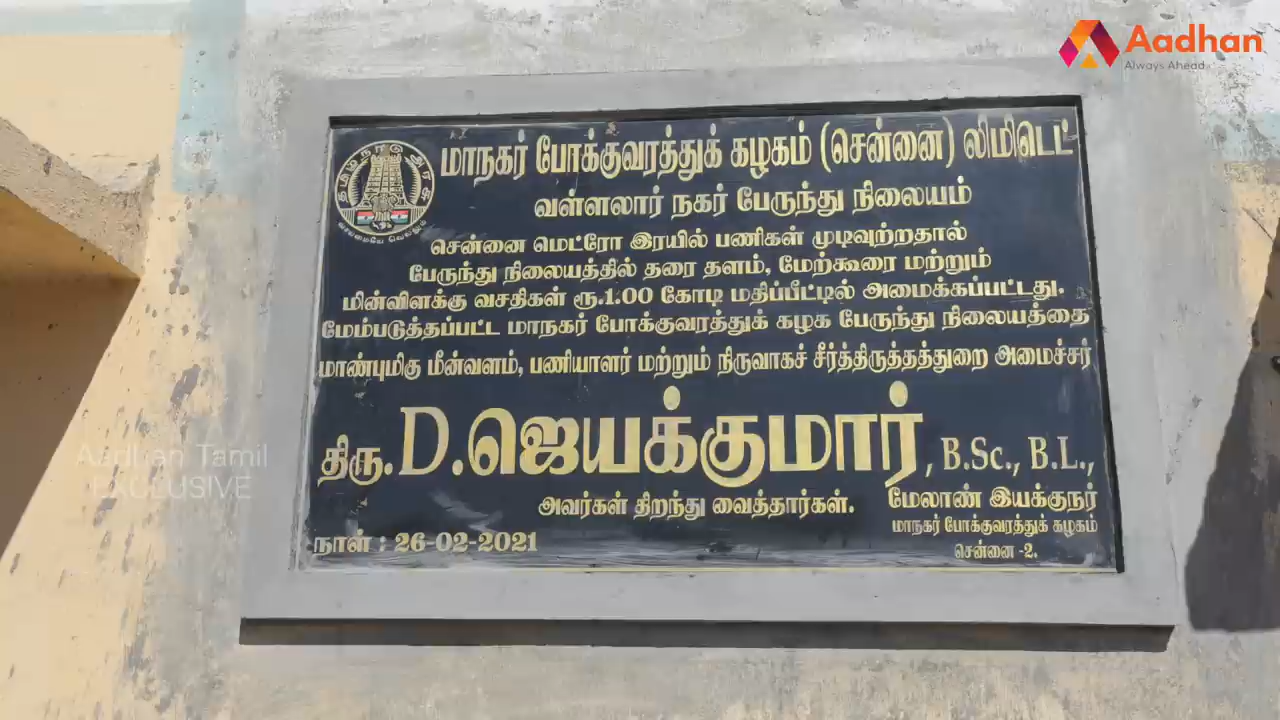 Aadhan
Always Ahead
தமிழ்நாடு அரசு
வாய்மையே வெல்லும்
மாநகர் போக்குவரத்துக் கழகம் (சென்னை) லிமிடெட்
வள்ளலார் நகர் பேருந்து நிலையம்
சென்னை மெட்ரோ இரயில் பணிகள் முடிவுற்றதால்
பேருந்து நிலையத்தில் தரை தளம், மேற்கூரை மற்றும்
மின்விளக்கு வசதிகள் ரூ.1.00 கோடி மதிப்பீட்டில் அமைக்கப்பட்டது.
மேம்படுத்தப்பட்ட மாநகர் போக்குவரத்துக் கழக பேருந்து நிலையத்தை
மாண்புமிகு மீன்வளம், பணியாளர் மற்றும் நிருவாகச் சீர்த்திருத்தத்துறை அமைச்சர்
திரு.D.ஜெயக்குமார், B.Sc., B.L.,
அவர்கள் திறந்து வைத்தார்கள்.
மேலாண் இயக்குநர்
மாநகர் போக்குவரத்துக் கழகம்
சென்னை -2.
நாள் : 26-02-2021
Aadhan Tamil
EXCLUSIVE